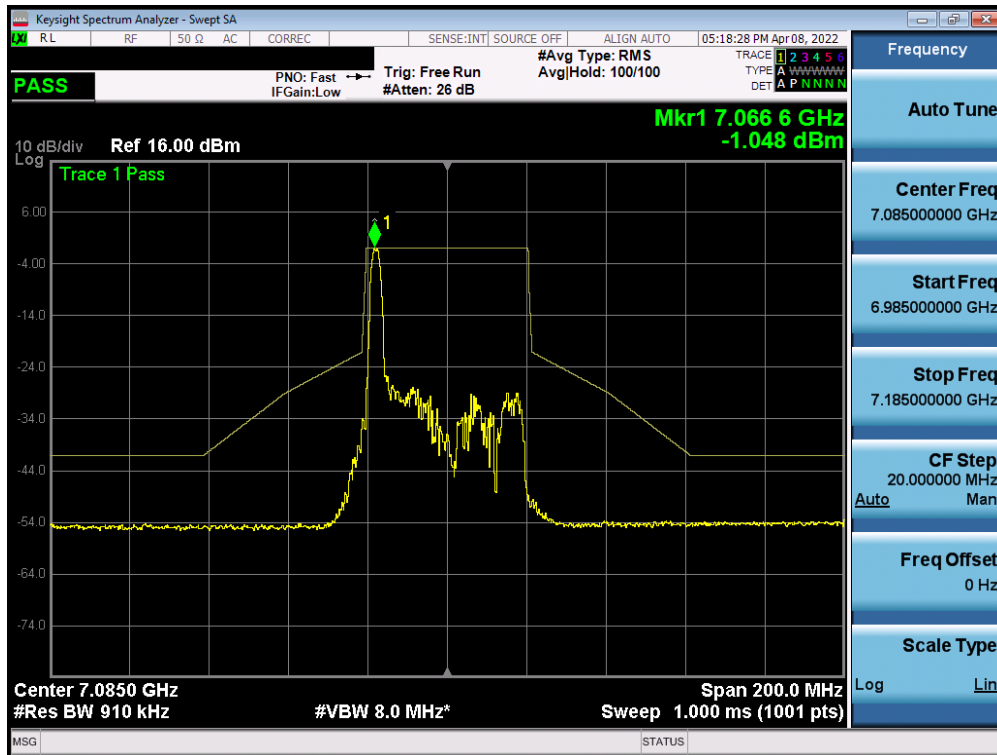 Keysight Spectrum Analyzer - Swept SA
LXI RL RF 50 Ω AC CORREC SENSE:INT SOURCE OFF ALIGN AUTO 05:18:28 PM Apr 08, 2022
PASS
PNO: Fast
IFGain:Low
Trig: Free Run
#Atten: 26 dB
#Avg Type: RMS
Avg|Hold: 100/100
TRACE 1 2 3 4 5 6
TYPE A WWWWW
DET A P N N N N
Mkr1 7.066 6 GHz
-1.048 dBm
10 dB/div Ref 16.00 dBm
Log
Trace 1 Pass
1
6.00
-4.00
-14.0
-24.0
-34.0
-44.0
-54.0
-64.0
-74.0
Center 7.0850 GHz Span 200.0 MHz
#Res BW 910 kHz #VBW 8.0 MHz* Sweep 1.000 ms (1001 pts)
MSG STATUS
Frequency
Auto Tune
Center Freq
7.085000000 GHz
Start Freq
6.985000000 GHz
Stop Freq
7.185000000 GHz
CF Step
20.000000 MHz
Auto Man
Freq Offset
0 Hz
Scale Type
Log Lin